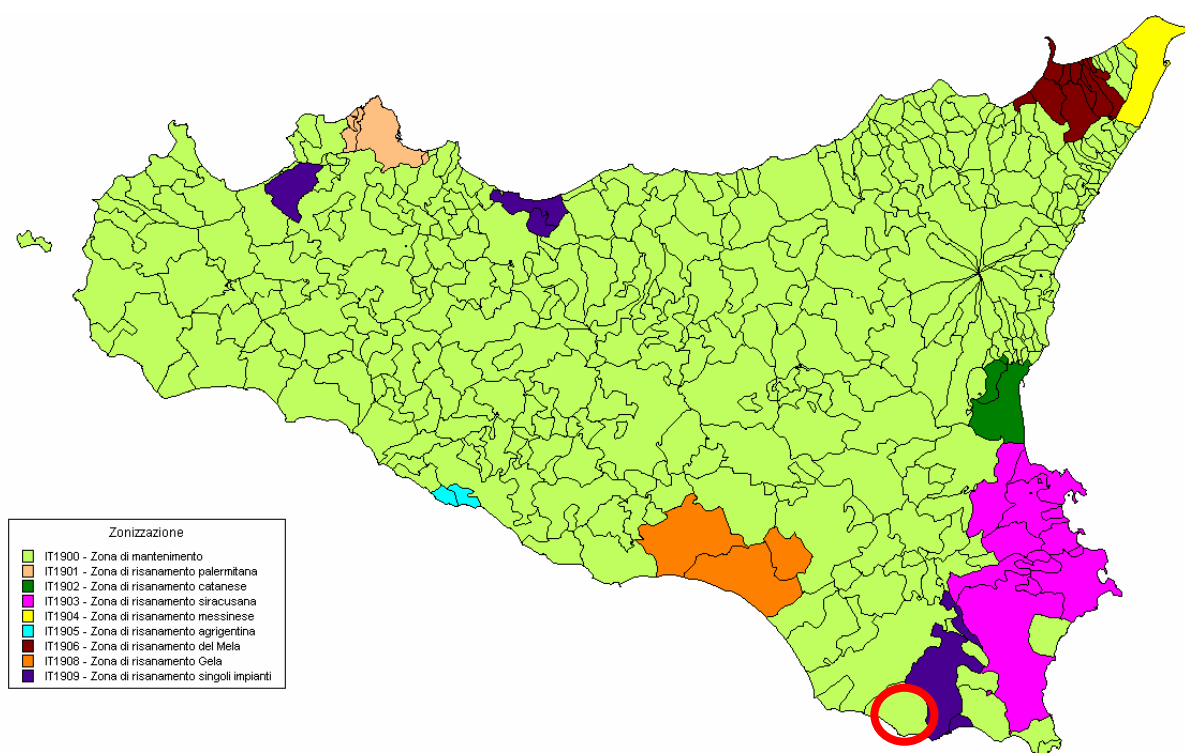 Zonizzazione
IT1900 - Zona di mantenimento
IT1901 - Zona di risanamento palermitana
IT1902 - Zona di risanamento catanese
IT1903 - Zona di risanamento siracusana
IT1904 - Zona di risanamento messinese
IT1905 - Zona di risanamento agrigentina
IT1906 - Zona di risanamento del Mela
IT1908 - Zona di risanamento Gela
IT1909 - Zona di risanamento singoli impianti